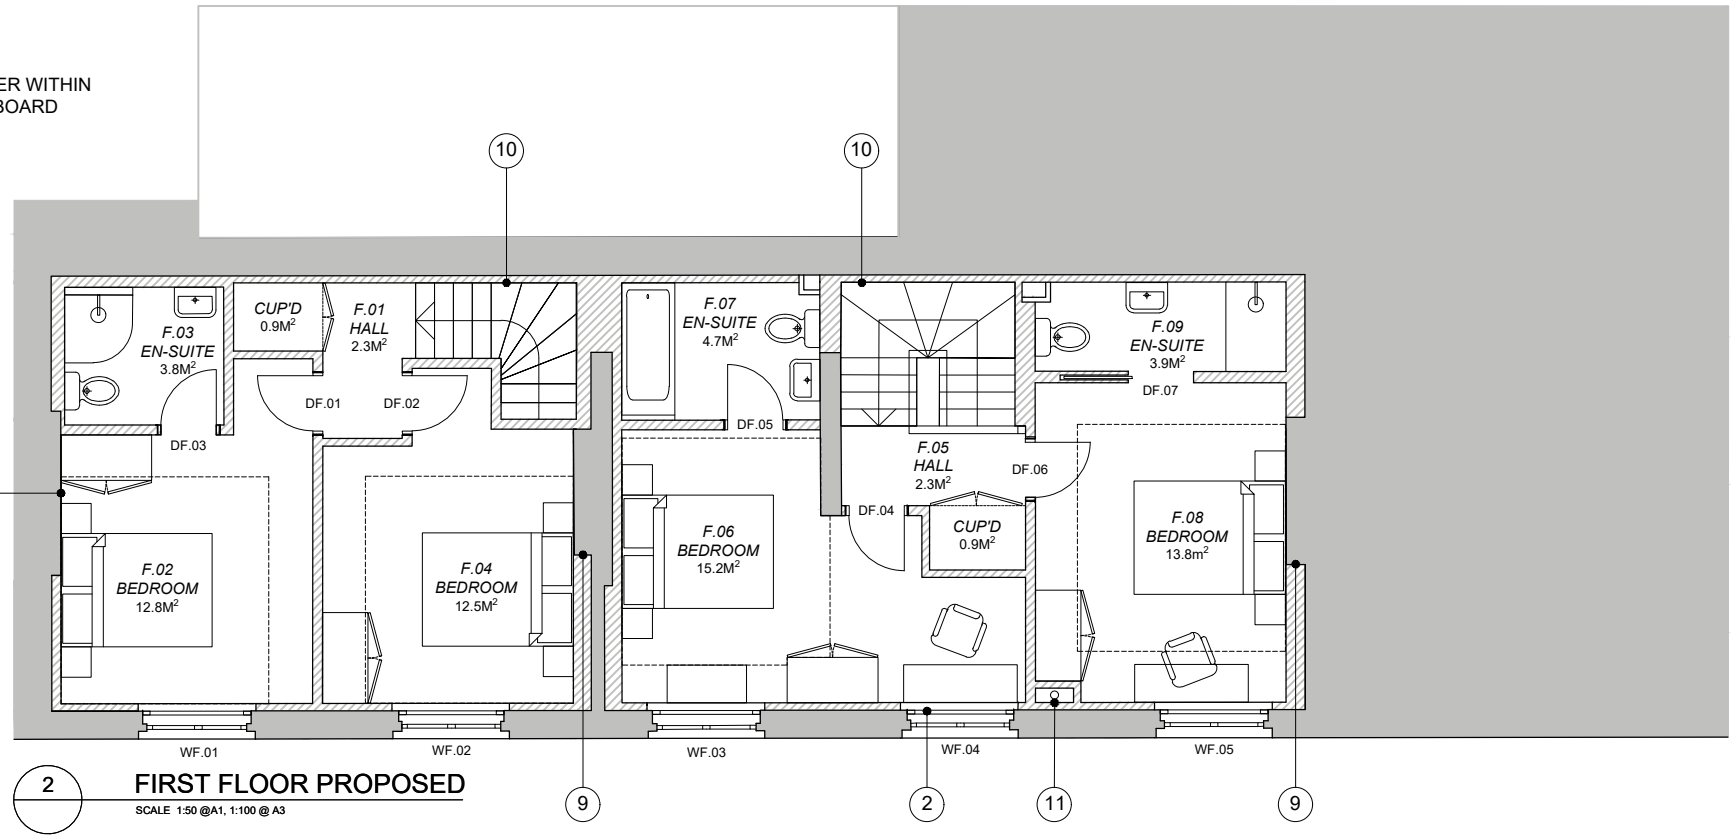 ER WITHIN
BOARD
10
10
F.03
EN-SUITE
3.8M²
CUP'D
0.9M²
F.01
HALL
2.3M²
F.07
EN-SUITE
4.7M²
F.09
EN-SUITE
3.9M²
DF.01
DF.02
DF.03
DF.05
DF.07
F.05
HALL
2.3M²
DF.06
DF.04
CUP'D
0.9M²
F.02
BEDROOM
12.8M²
F.04
BEDROOM
12.5M²
F.06
BEDROOM
15.2M²
F.08
BEDROOM
13.8m²
WF.01
WF.02
WF.03
WF.04
WF.05
9
2
11
9
2
FIRST FLOOR PROPOSED
SCALE 1:50 @A1, 1:100 @ A3